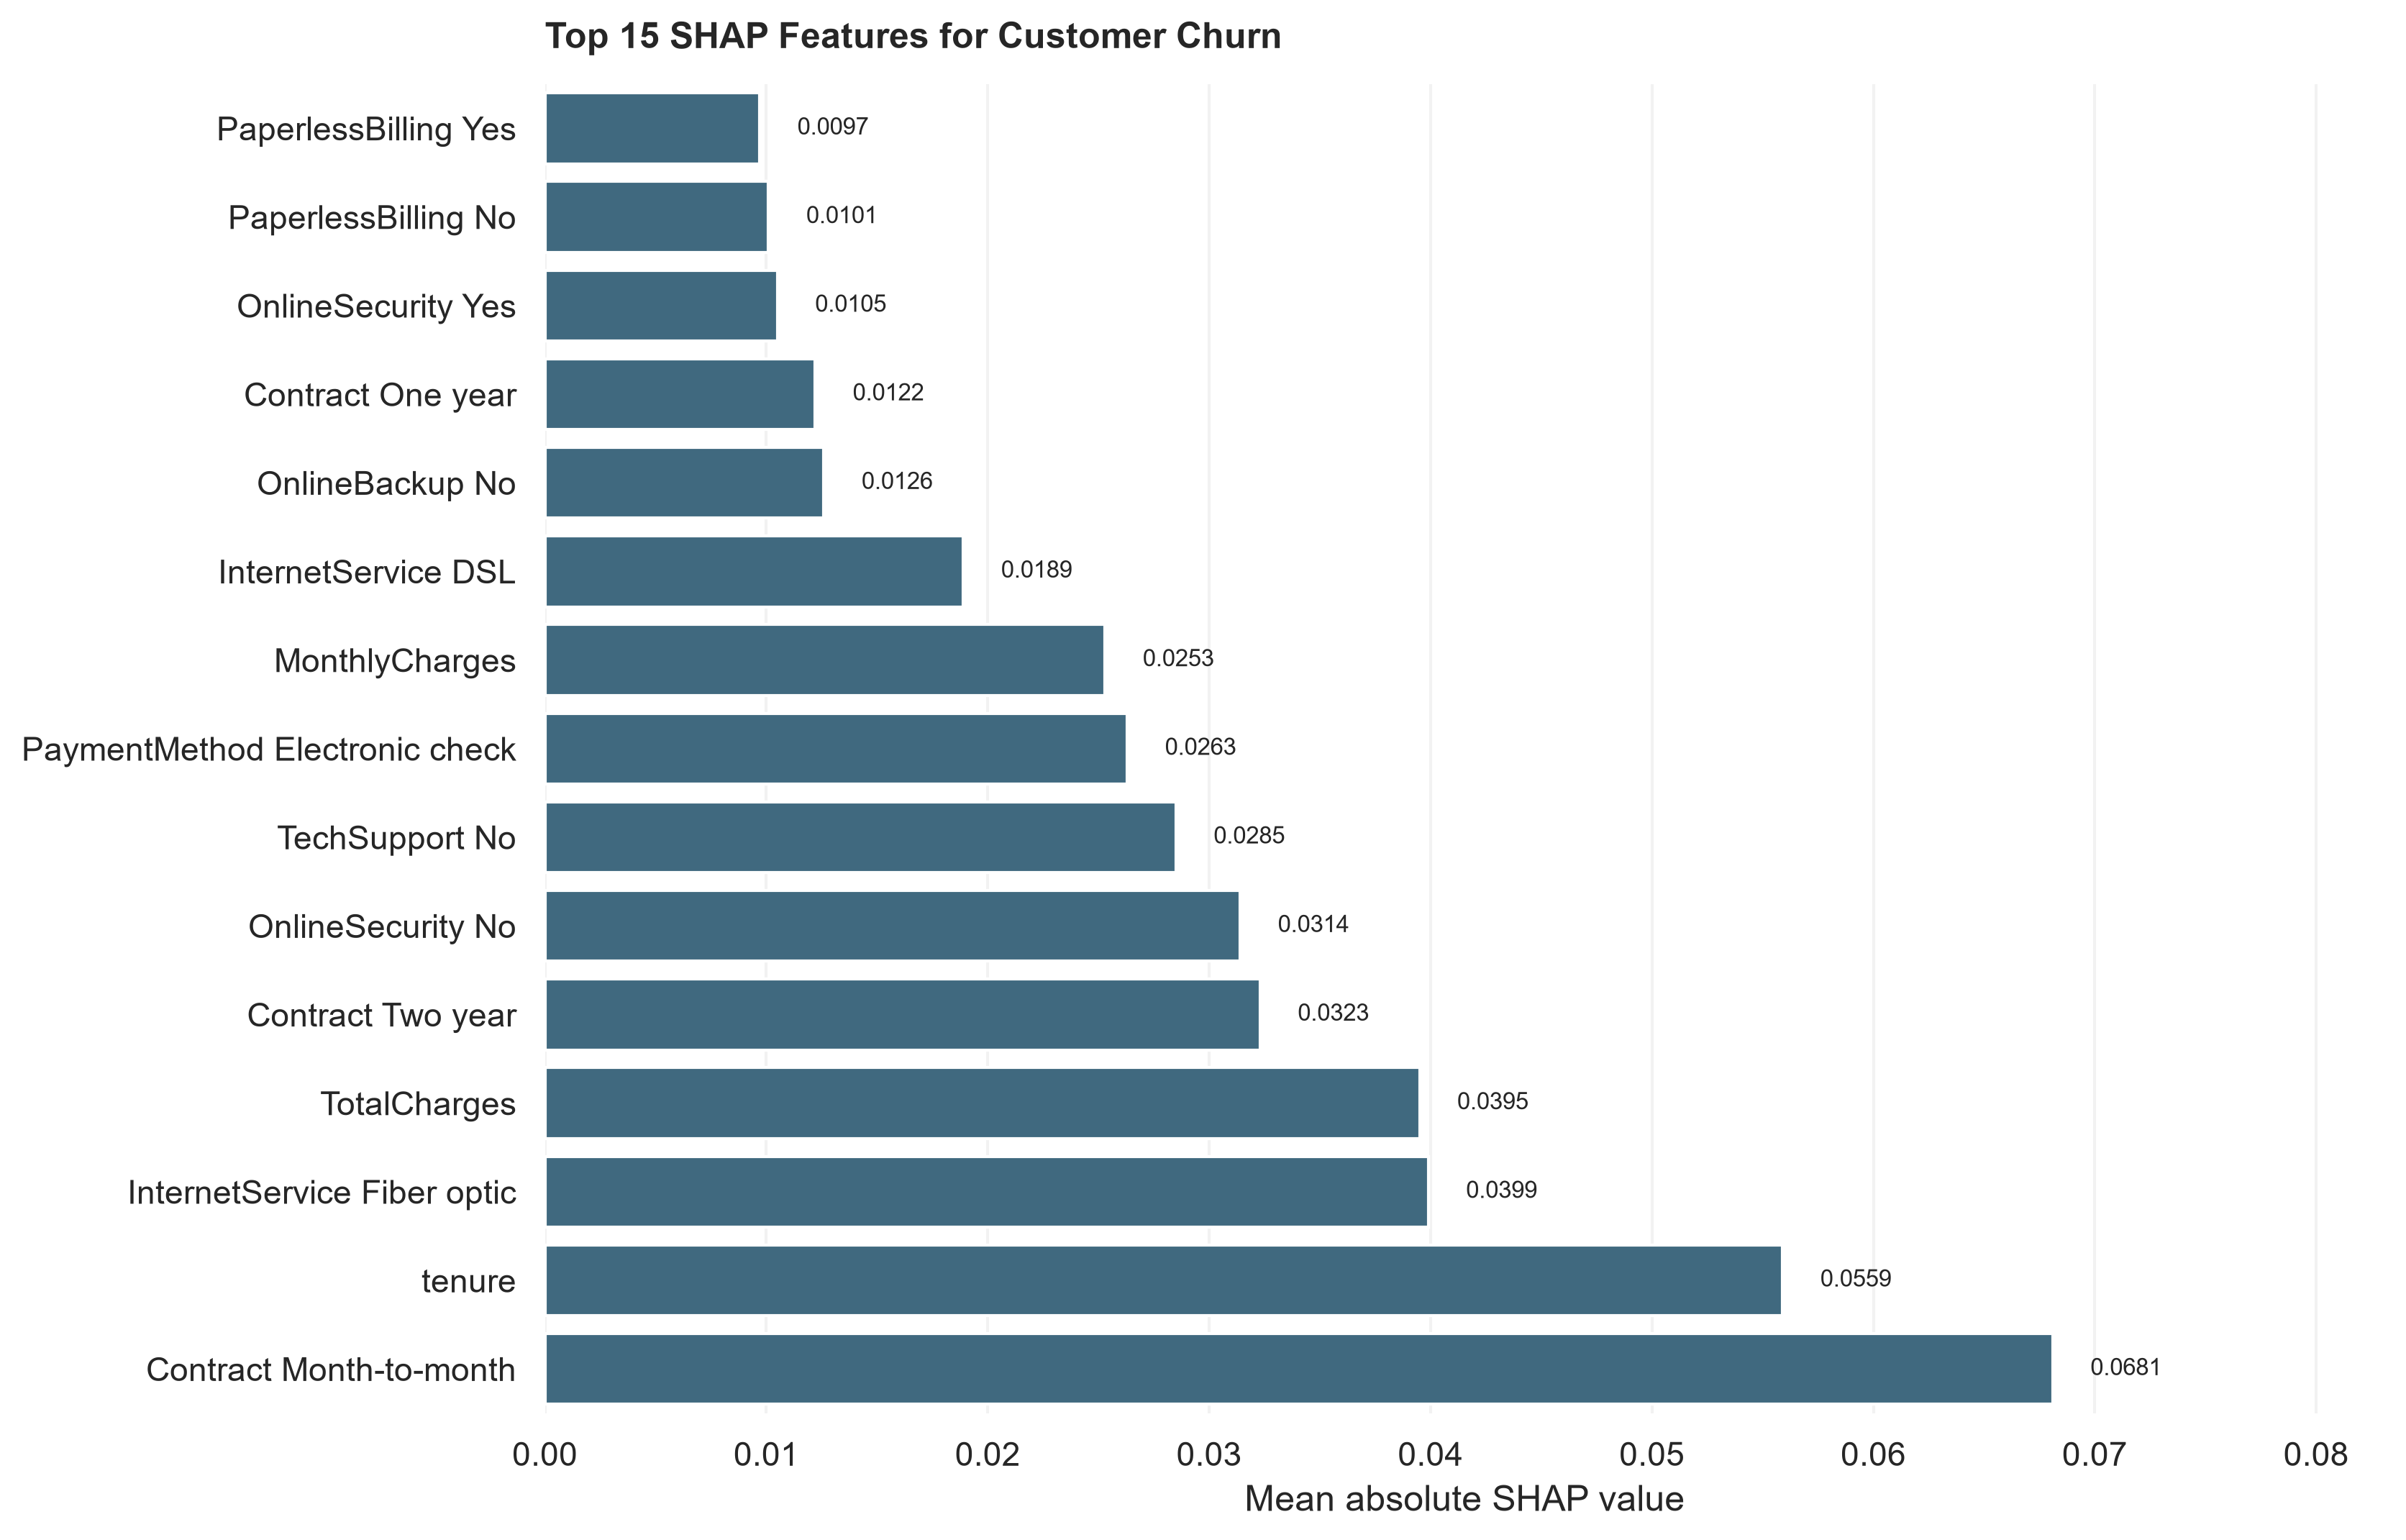 Top 15 SHAP Features for Customer Churn
PaperlessBilling Yes 0.0097
PaperlessBilling No 0.0101
OnlineSecurity Yes 0.0105
Contract One year 0.0122
OnlineBackup No 0.0126
InternetService DSL 0.0189
MonthlyCharges 0.0253
PaymentMethod Electronic check 0.0263
TechSupport No 0.0285
OnlineSecurity No 0.0314
Contract Two year 0.0323
TotalCharges 0.0395
InternetService Fiber optic 0.0399
tenure 0.0559
Contract Month-to-month 0.0681
0.00 0.01 0.02 0.03 0.04 0.05 0.06 0.07 0.08
Mean absolute SHAP value